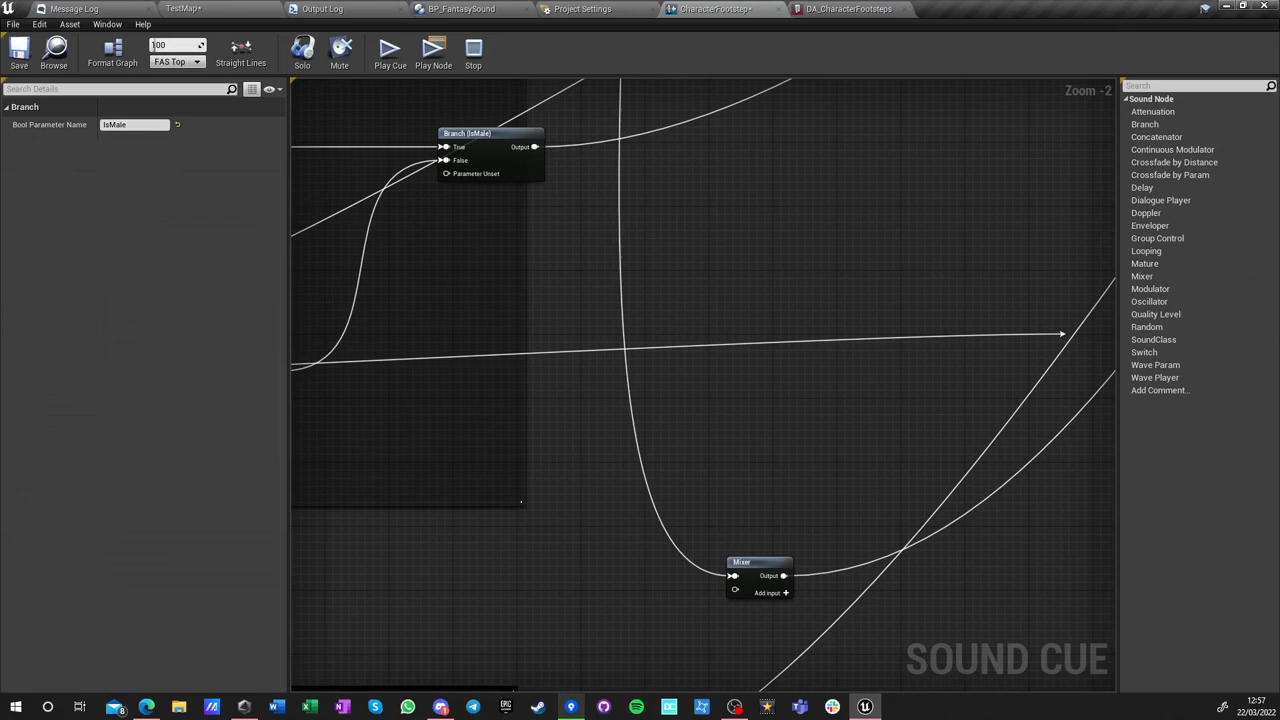 Message Log
TestMap*
Output Log
BP_FantasySound
Project Settings
CharacterFootstep*
DA_CharacterFootsteps
File
Edit
Asset
Window
Help
Save
Browse
Format Graph
100
FAS Top
Straight Lines
Solo
Mute
Play Cue
Play Node
Stop
Search Details
Branch
Bool Parameter Name
IsMale
Zoom -2
Branch (IsMale)
True
Output
False
Parameter Unset
Mixer
Output
Add input
SOUND CUE
Search
Sound Node
Attenuation
Branch
Concatenator
Continuous Modulator
Crossfade by Distance
Crossfade by Param
Delay
Dialogue Player
Doppler
Enveloper
Group Control
Looping
Mature
Mixer
Modulator
Oscillator
Quality Level
Random
SoundClass
Switch
Wave Param
Wave Player
Add Comment...
12:57
22/03/2022